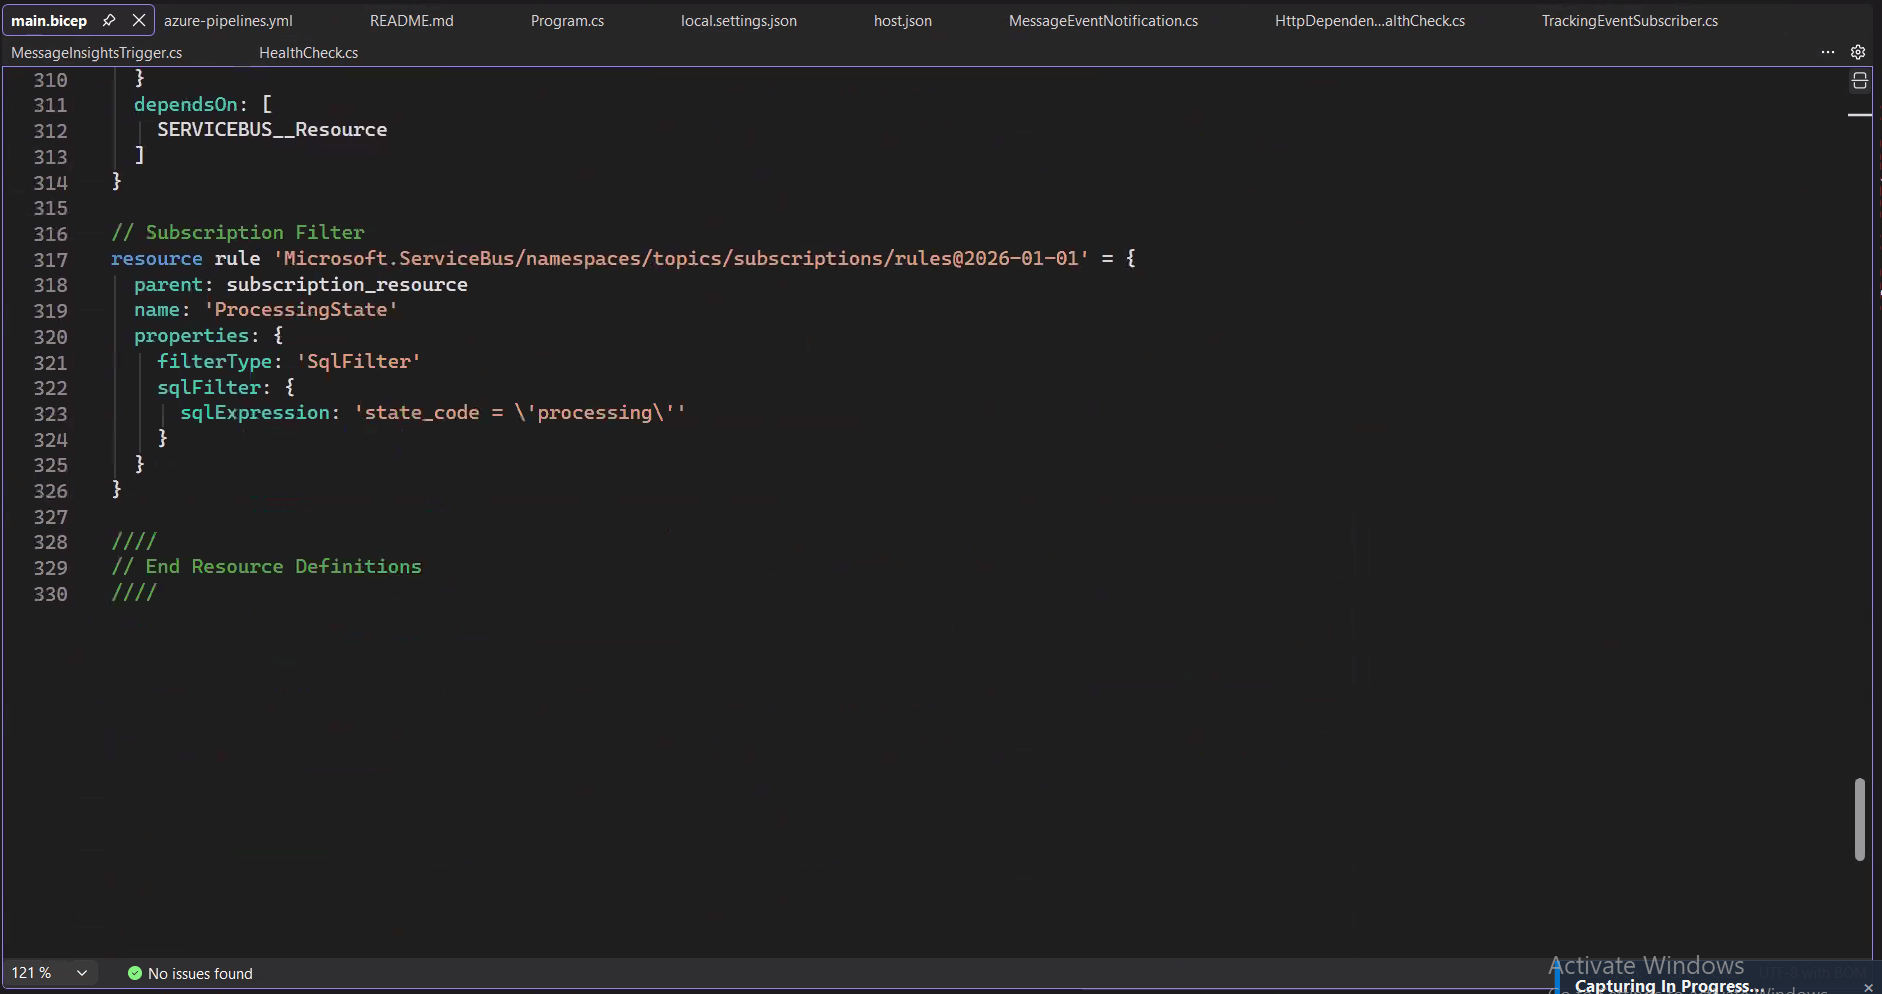 main.bicep
azure-pipelines.yml
README.md
Program.cs
local.settings.json
host.json
MessageEventNotification.cs
HttpDependen...althCheck.cs
TrackingEventSubscriber.cs
MessageInsightsTrigger.cs
HealthCheck.cs
310 }
311 dependsOn: [
312 SERVICEBUS__Resource
313 ]
314 }
315
316 // Subscription Filter
317 resource rule 'Microsoft.ServiceBus/namespaces/topics/subscriptions/rules@2026-01-01' = {
318 parent: subscription_resource
319 name: 'ProcessingState'
320 properties: {
321 filterType: 'SqlFilter'
322 sqlFilter: {
323 sqlExpression: 'state_code = \'processing\''
324 }
325 }
326 }
327
328 ////
329 // End Resource Definitions
330 ////
121 %
No issues found
Activate Windows
Capturing In Progress...